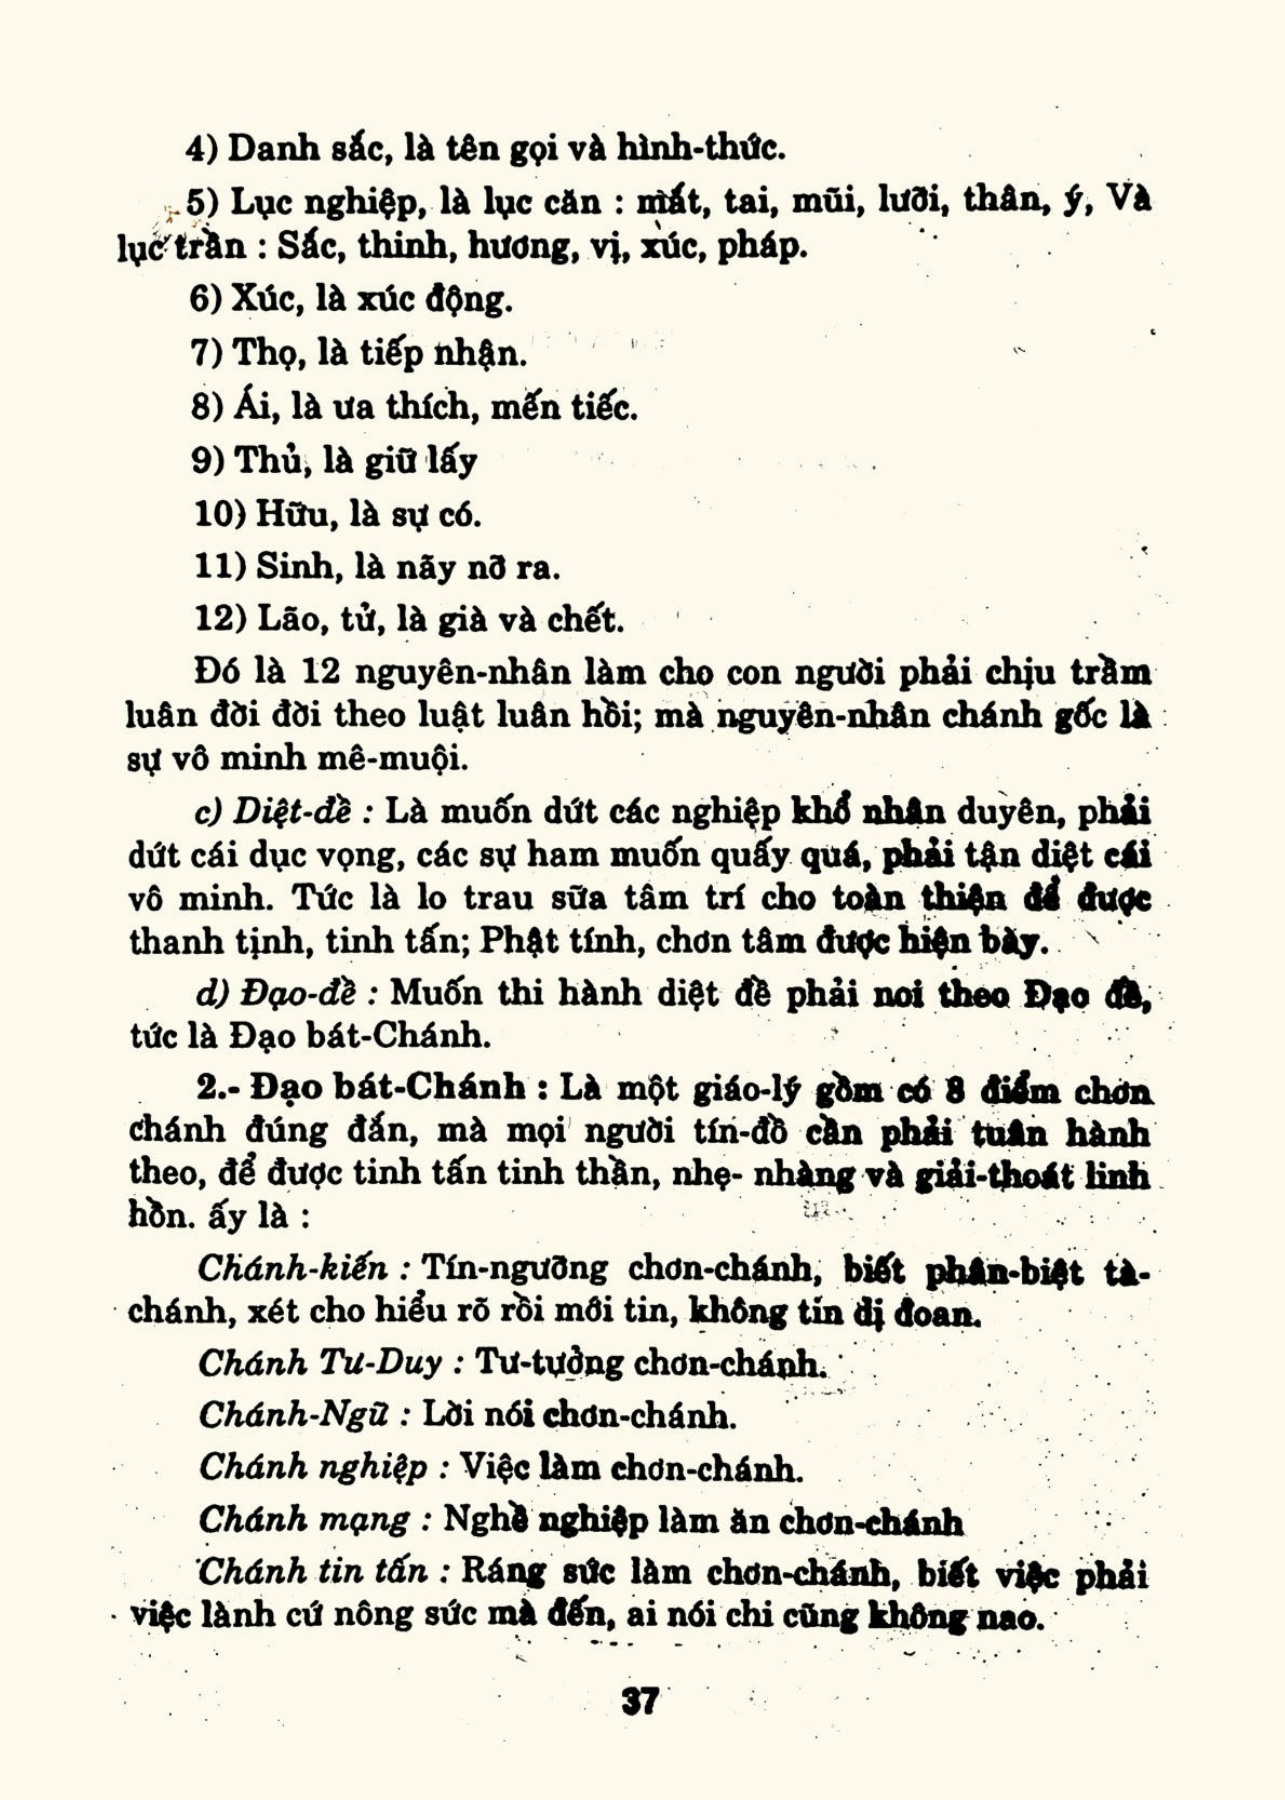 4) Danh sắc, là tên gọi và hình-thức.
5) Lục nghiệp, là lục căn : mắt, tai, mũi, lưỡi, thân, ý, Và
lục trần : Sắc, thinh, hương, vị, xúc, pháp.
6) Xúc, là xúc động.
7) Thọ, là tiếp nhận.
8) Ái, là ưa thích, mến tiếc.
9) Thủ, là giữ lấy
10) Hữu, là sự có.
11) Sinh, là nãy nỡ ra.
12) Lão, tử, là già và chết.
Đó là 12 nguyên-nhân làm cho con người phải chịu trầm
luân đời đời theo luật luân hồi; mà nguyên-nhân chánh gốc là
sự vô minh mê-muội.
c) Diệt-đề : Là muốn dứt các nghiệp khổ nhân duyên, phải
dứt cái dục vọng, các sự ham muốn quấy quá, phải tận diệt cái
vô minh. Tức là lo trau sữa tâm trí cho toàn thiện để được
thanh tịnh, tinh tấn; Phật tính, chơn tâm được hiện bày.
d) Đạo-đề : Muốn thi hành diệt đề phải noi theo Đạo đề,
tức là Đạo bát-Chánh.
2.- Đạo bát-Chánh : Là một giáo-lý gồm có 8 điểm chơn
chánh đúng đắn, mà mọi người tín-đồ cần phải tuân hành
theo, để được tinh tấn tinh thần, nhẹ- nhàng và giải-thoát linh
hồn. ấy là :
Chánh-kiến : Tín-ngưỡng chơn-chánh, biết phân-biệt tà-
chánh, xét cho hiểu rõ rồi mới tin, không tin dị đoan.
Chánh Tư-Duy : Tư-tưởng chơn-chánh.
Chánh-Ngữ : Lời nói chơn-chánh.
Chánh nghiệp : Việc làm chơn-chánh.
Chánh mạng : Nghề nghiệp làm ăn chơn-chánh
Chánh tin tấn : Ráng sức làm chơn-chánh, biết việc phải
việc lành cứ nông sức mà đến, ai nói chi cũng không nao.
37